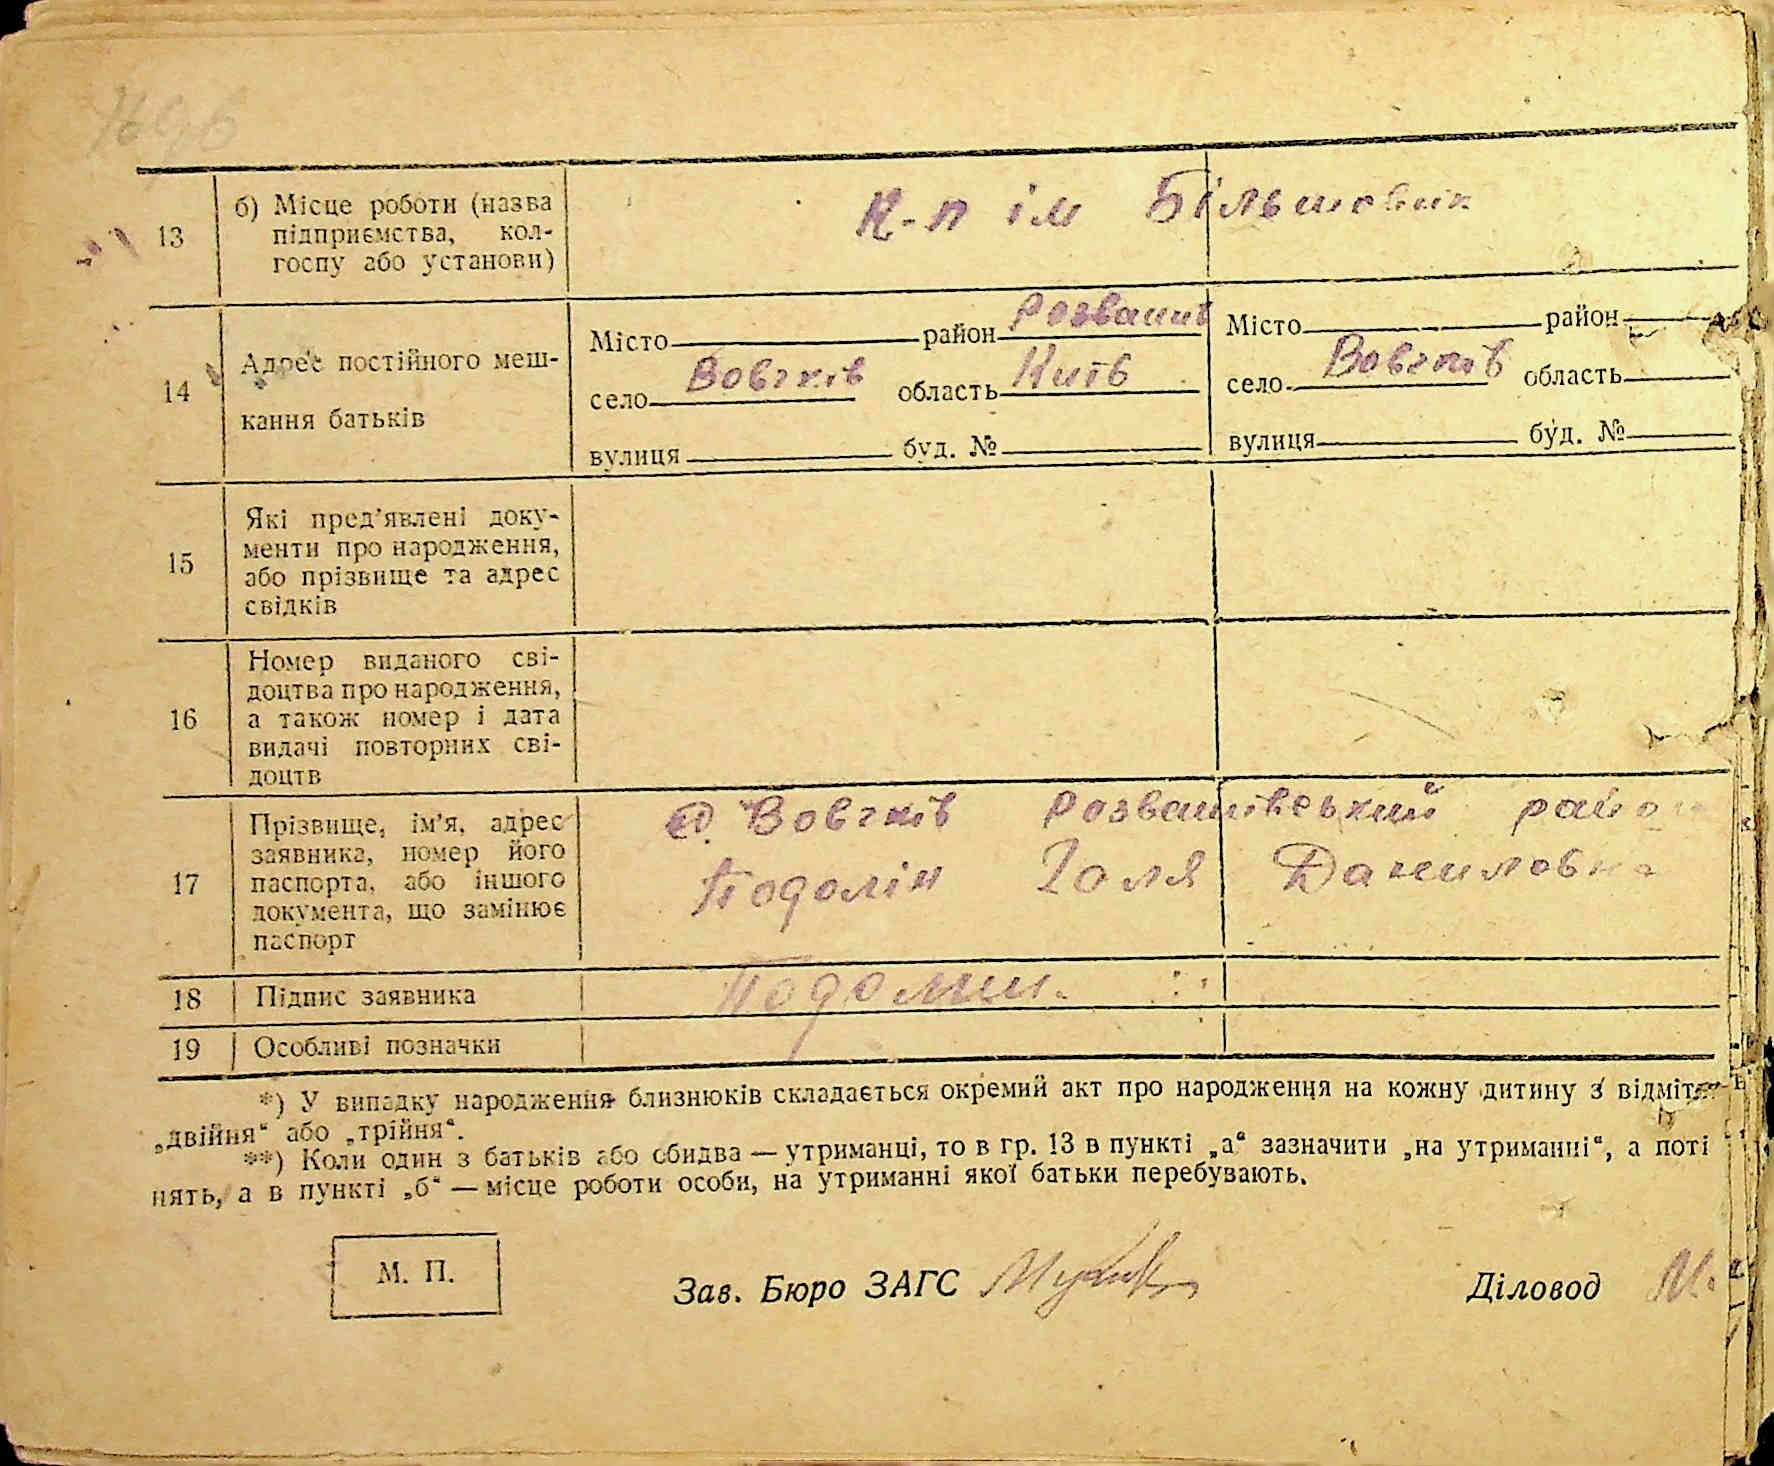 1696
13
б) Місце роботи (назва
підприємства, кол-
госпу або установи)
К-п ім Більшовик
14
Адрес постійного меш-
кання батьків
Місто район Розваши
село Вовчків область Київ
вулиця буд. №
Місто район
село Вовчків область
вулиця буд. №
15
Які пред’явлені доку-
менти про народження,
або прізвище та адрес
свідків
16
Номер виданого сві-
доцтва про народження,
а також номер і дата
видачі повторних сві-
доцтв
17
Прізвище, ім’я, адрес
заявника, номер його
паспорта, або іншого
документа, що замінює
паспорт
Вовчків Розвашівський район
Подолін Голя Даниловна
18
Підпис заявника
19
Особливі позначки
*) У випадку народження близнюків складається окремий акт про народження на кожну дитину з відміт
„двійня“ або „трійня“.
**) Коли один з батьків або обидва — утриманці, то в гр. 13 в пункті „а“ зазначити „на утриманні“, а поті
нять, а в пункті „б“ — місце роботи особи, на утриманні якої батьки перебувають.
М. П.
Зав. Бюро ЗАГС
Діловод